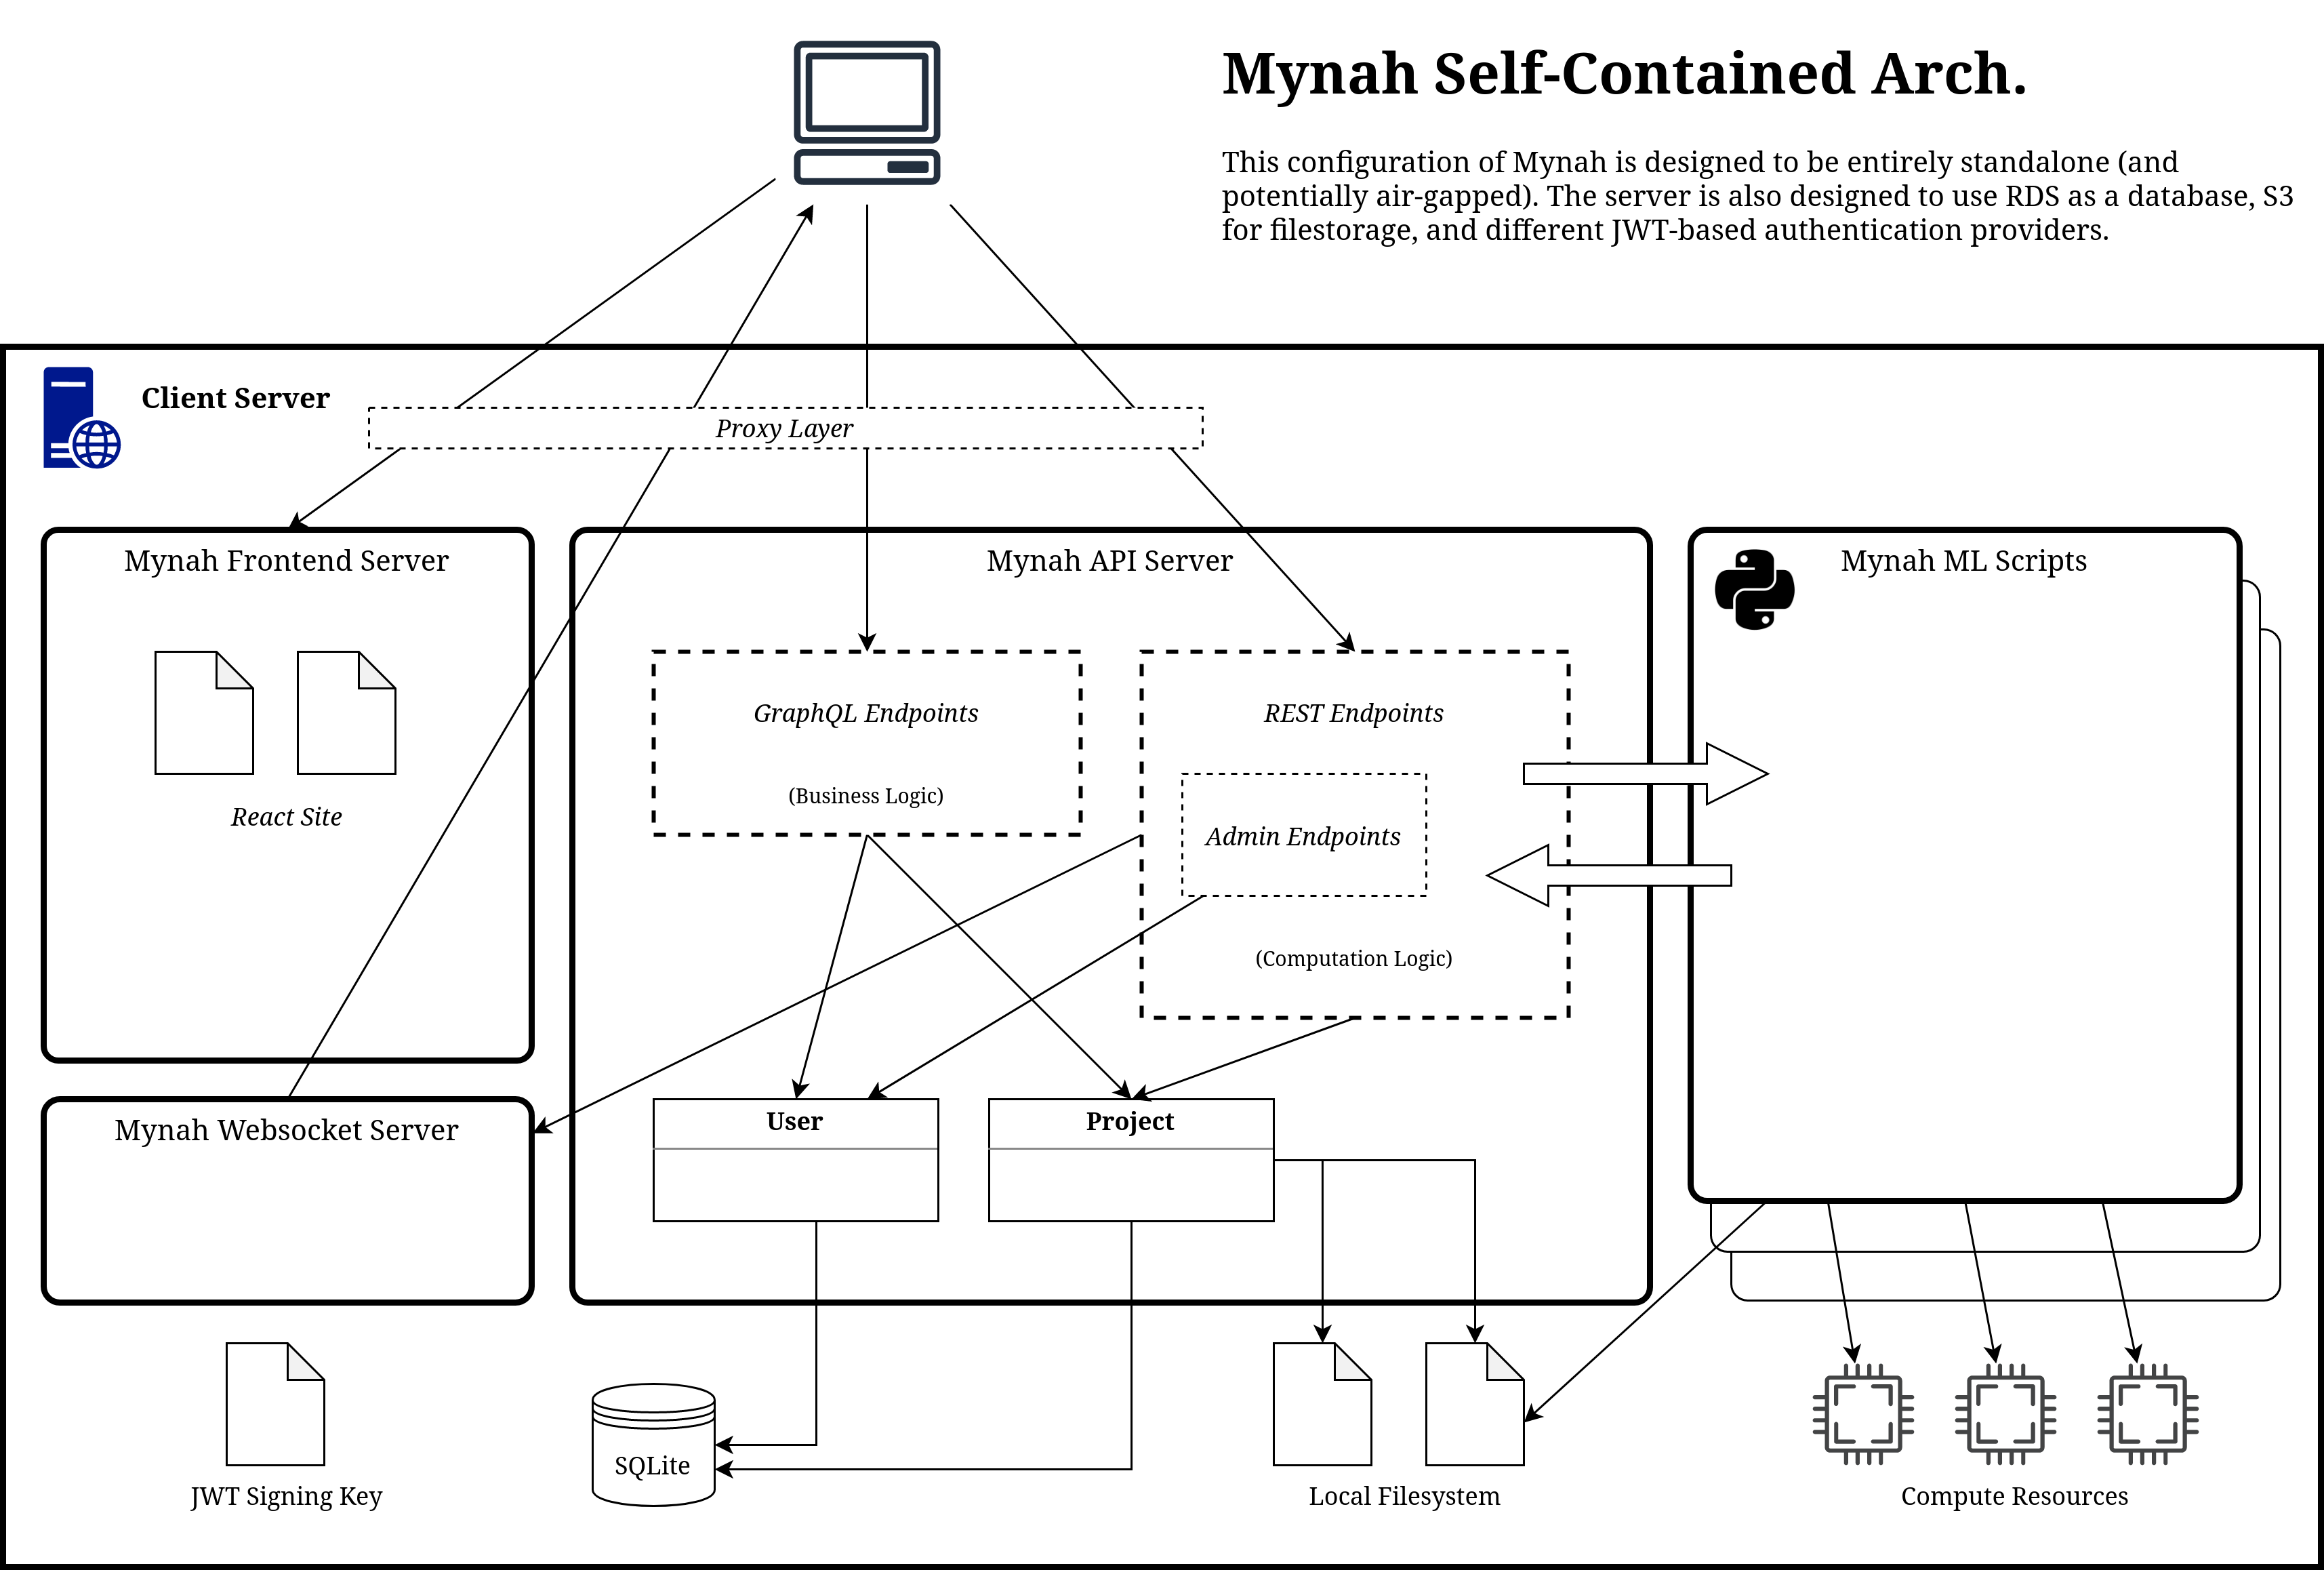 Mynah Self-Contained Arch.
This configuration of Mynah is designed to be entirely standalone (and
potentially air-gapped). The server is also designed to use RDS as a database, S3
for filestorage, and different JWT-based authentication providers.
Client Server
Proxy Layer
Mynah Frontend Server
Mynah API Server
Mynah ML Scripts
GraphQL Endpoints
REST Endpoints
(Business Logic)
React Site
Admin Endpoints
(Computation Logic)
User
Project
Mynah Websocket Server
SQLite
JWT Signing Key
Local Filesystem
Compute Resources